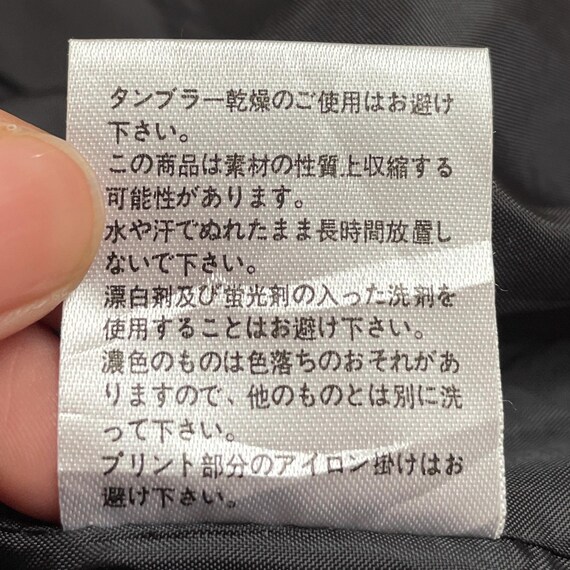 タンブラー乾燥のご使用はお避け
下さい。
この商品は素材の性質上収縮する
可能性があります。
水や汗でぬれたまま長時間放置し
ないで下さい。
漂白剤及び蛍光剤の入った洗剤を
使用することはお避け下さい。
濃色のものは色落ちのおそれがあ
りますので、他のものとは別に洗
って下さい。
プリント部分のアイロン掛けはお
避け下さい。